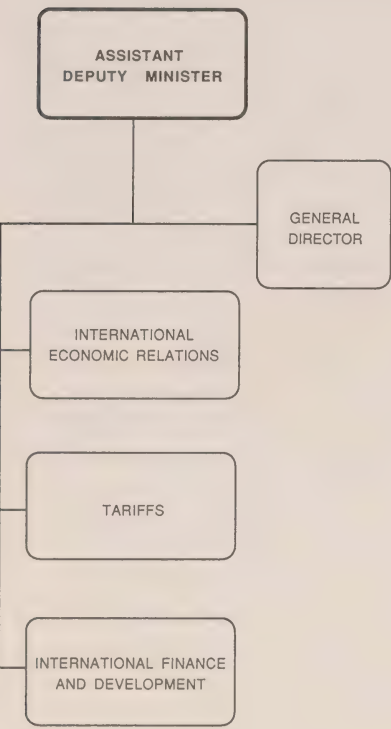 ASSISTANT
DEPUTY MINISTER
GENERAL
DIRECTOR
INTERNATIONAL
ECONOMIC RELATIONS
TARIFFS
INTERNATIONAL FINANCE
AND DEVELOPMENT